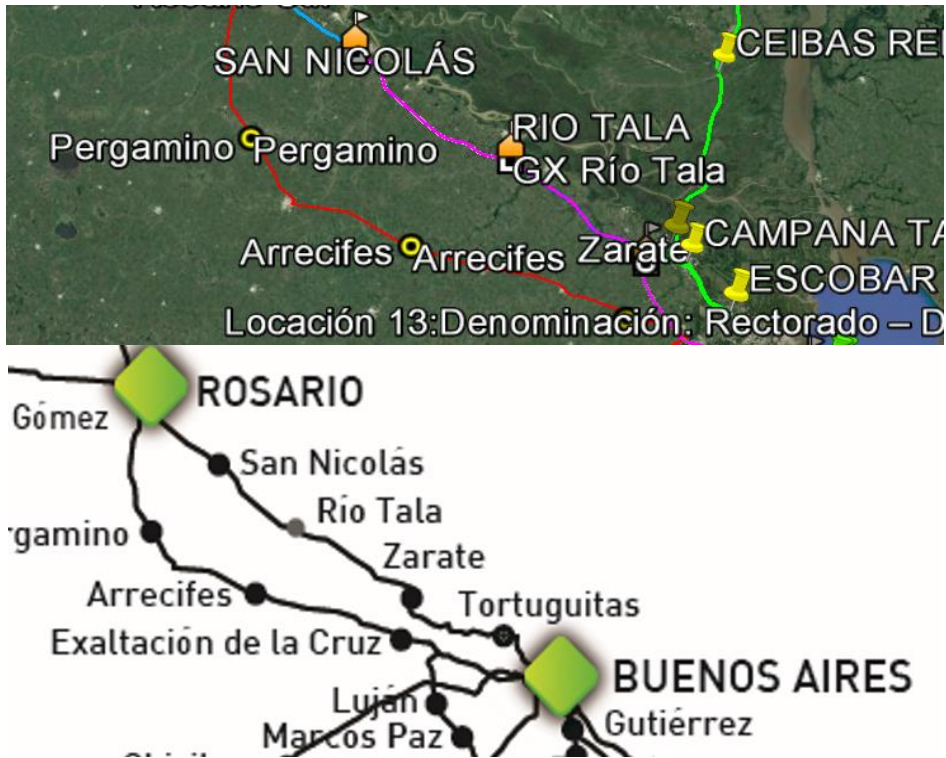 SAN NICOLÁS
CEIBAS REI
RIO TALA
GX Río Tala
Pergamino
Pergamino
Arrecifes
Arrecifes
Zarate
CAMPANA TA
ESCOBAR
Locación 13:Denominación: Rectorado – D
ROSARIO
Gómez
San Nicolás
Río Tala
rgamino
Zarate
Arrecifes
Tortuguitas
Exaltación de la Cruz
BUENOS AIRES
Luján
Gutiérrez
Marcos Paz